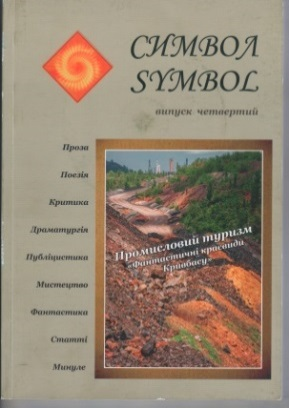 СИМВОЛ
SYMBOL
випуск четвертий
Проза
Поезія
Критика
Драматургія
Публіцистика
Мистецтво
Фантастика
Статті
Минуле
Промисловий туризм
«Фантастичні краєвиди
Кривбасу»